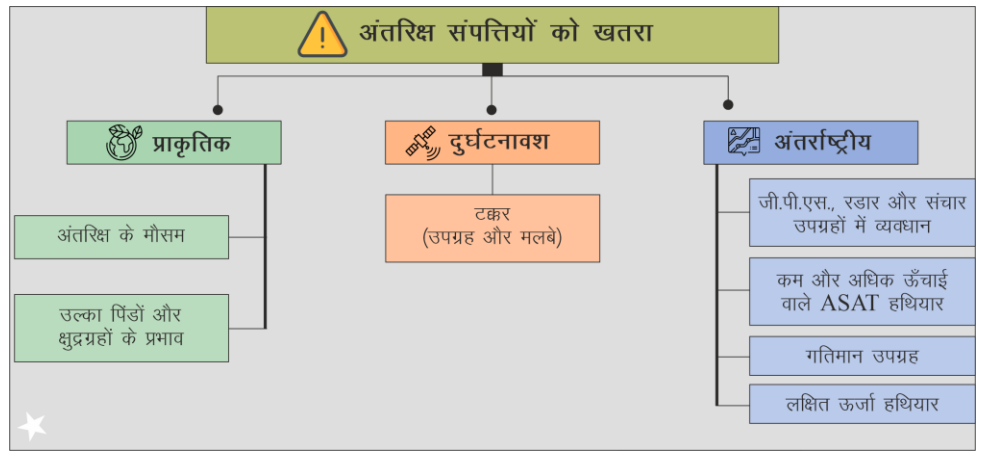 अंतरिक्ष संपत्तियों को खतरा
प्राकृतिक
अंतरिक्ष के मौसम
उल्का पिंडों और
क्षुद्रग्रहों के प्रभाव
दुर्घटनावश
टक्कर
(उपग्रह और मलबे)
अंतर्राष्ट्रीय
जी.पी.एस., रडार और संचार
उपग्रहों में व्यवधान
कम और अधिक ऊँचाई
वाले ASAT हथियार
गतिमान उपग्रह
लक्षित ऊर्जा हथियार